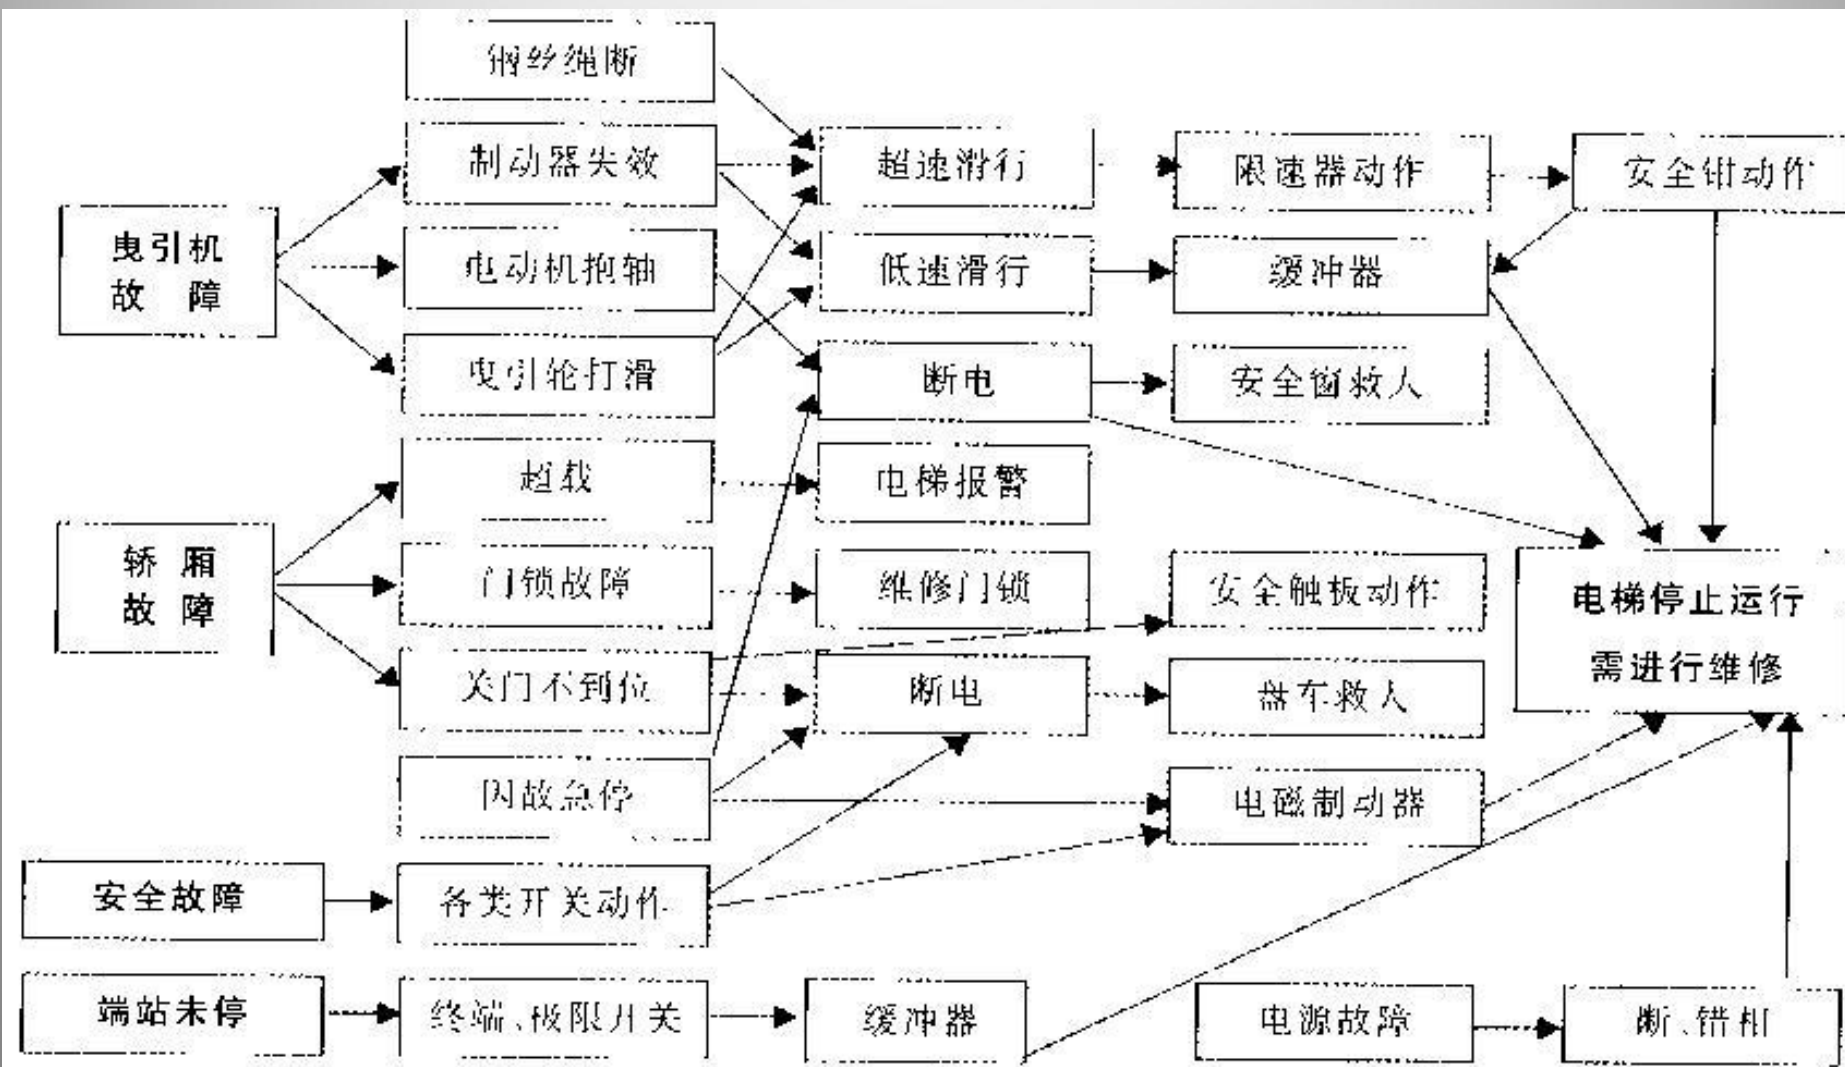 钢丝绳断
制动器失效
超速滑行
限速器动作
安全钳动作
曳引机
故 障
电动机抱轴
低速滑行
缓冲器
曳引轮打滑
断电
安全窗救人
超载
电梯报警
轿 厢
故 障
门锁故障
维修门锁
安全触板动作
电梯停止运行
需进行维修
关门不到位
断电
盘车救人
因故急停
电磁制动器
安全故障
各类开关动作
端站未停
终端、极限开关
缓冲器
电源故障
断、错相